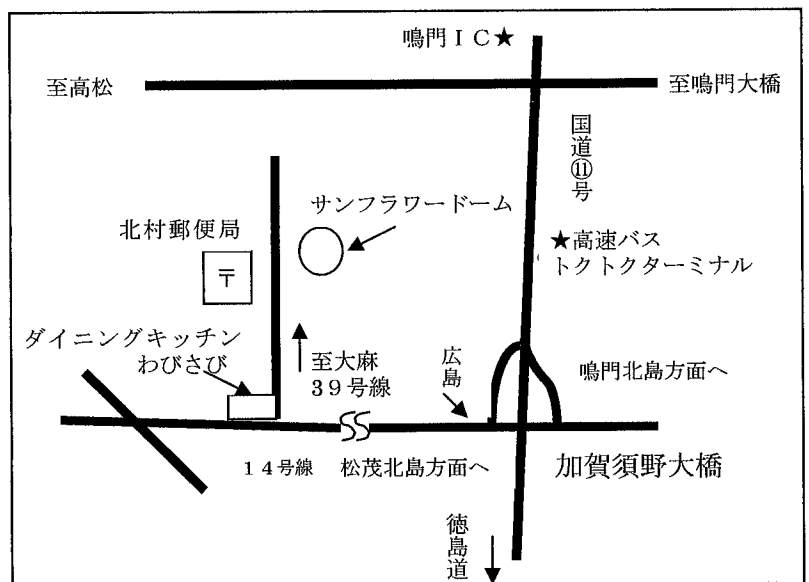 鳴門ＩＣ★
至高松
至鳴門大橋
国道⑪号
サンフラワードーム
北村郵便局
〒
★高速バス
トクトクターミナル
ダイニングキッチン
わびさび
至大麻
３９号線
広島
鳴門北島方面へ
１４号線
松茂北島方面へ
加賀須野大橋
徳島道